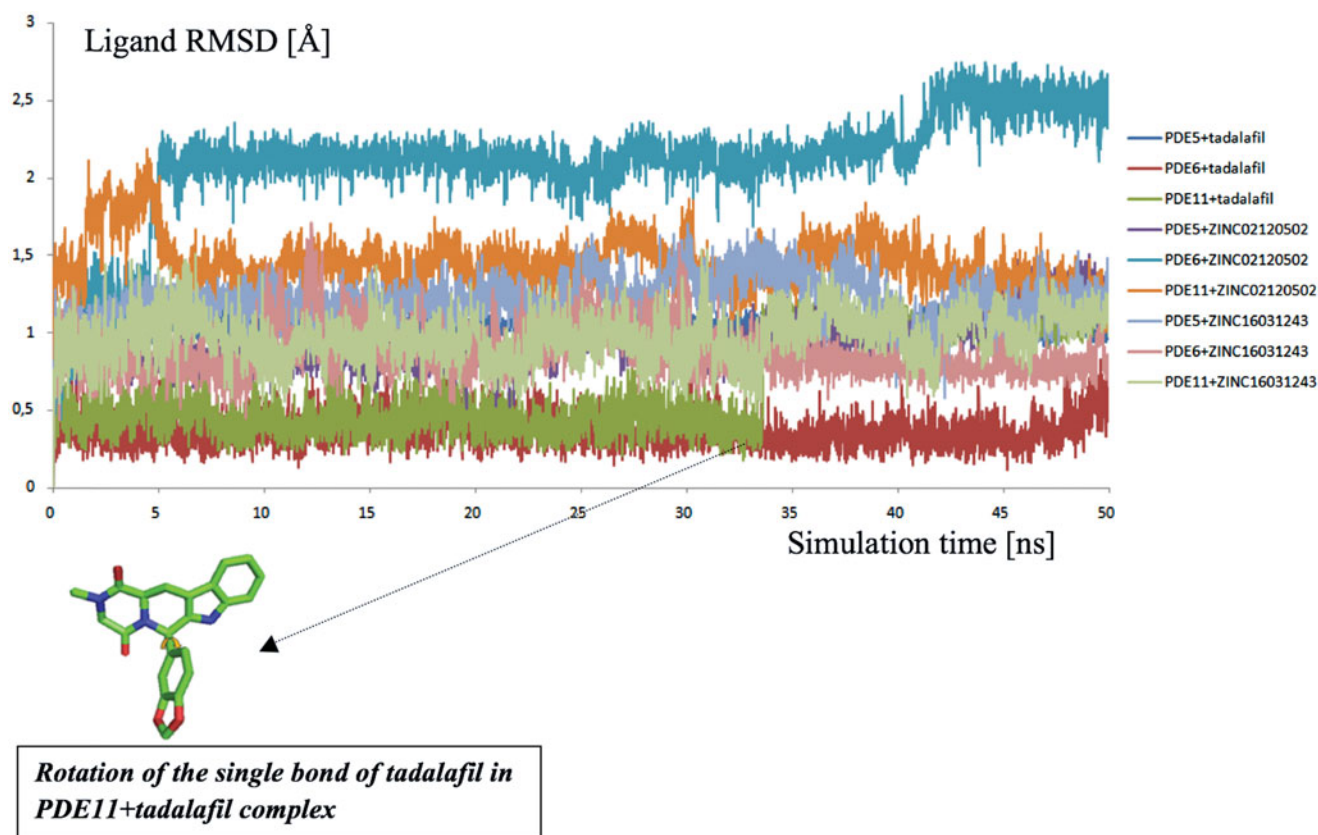 3
Ligand RMSD [Å]
2,5
2
1,5
1
0,5
0
PDE5+tadalafil
PDE6+tadalafil
PDE11+tadalafil
PDE5+ZINC02120502
PDE6+ZINC02120502
PDE11+ZINC02120502
PDE5+ZINC16031243
PDE6+ZINC16031243
PDE11+ZINC16031243
0 5 10 15 20 25 30 35 40 45 50
Simulation time [ns]
Rotation of the single bond of tadalafil in
PDE11+tadalafil complex